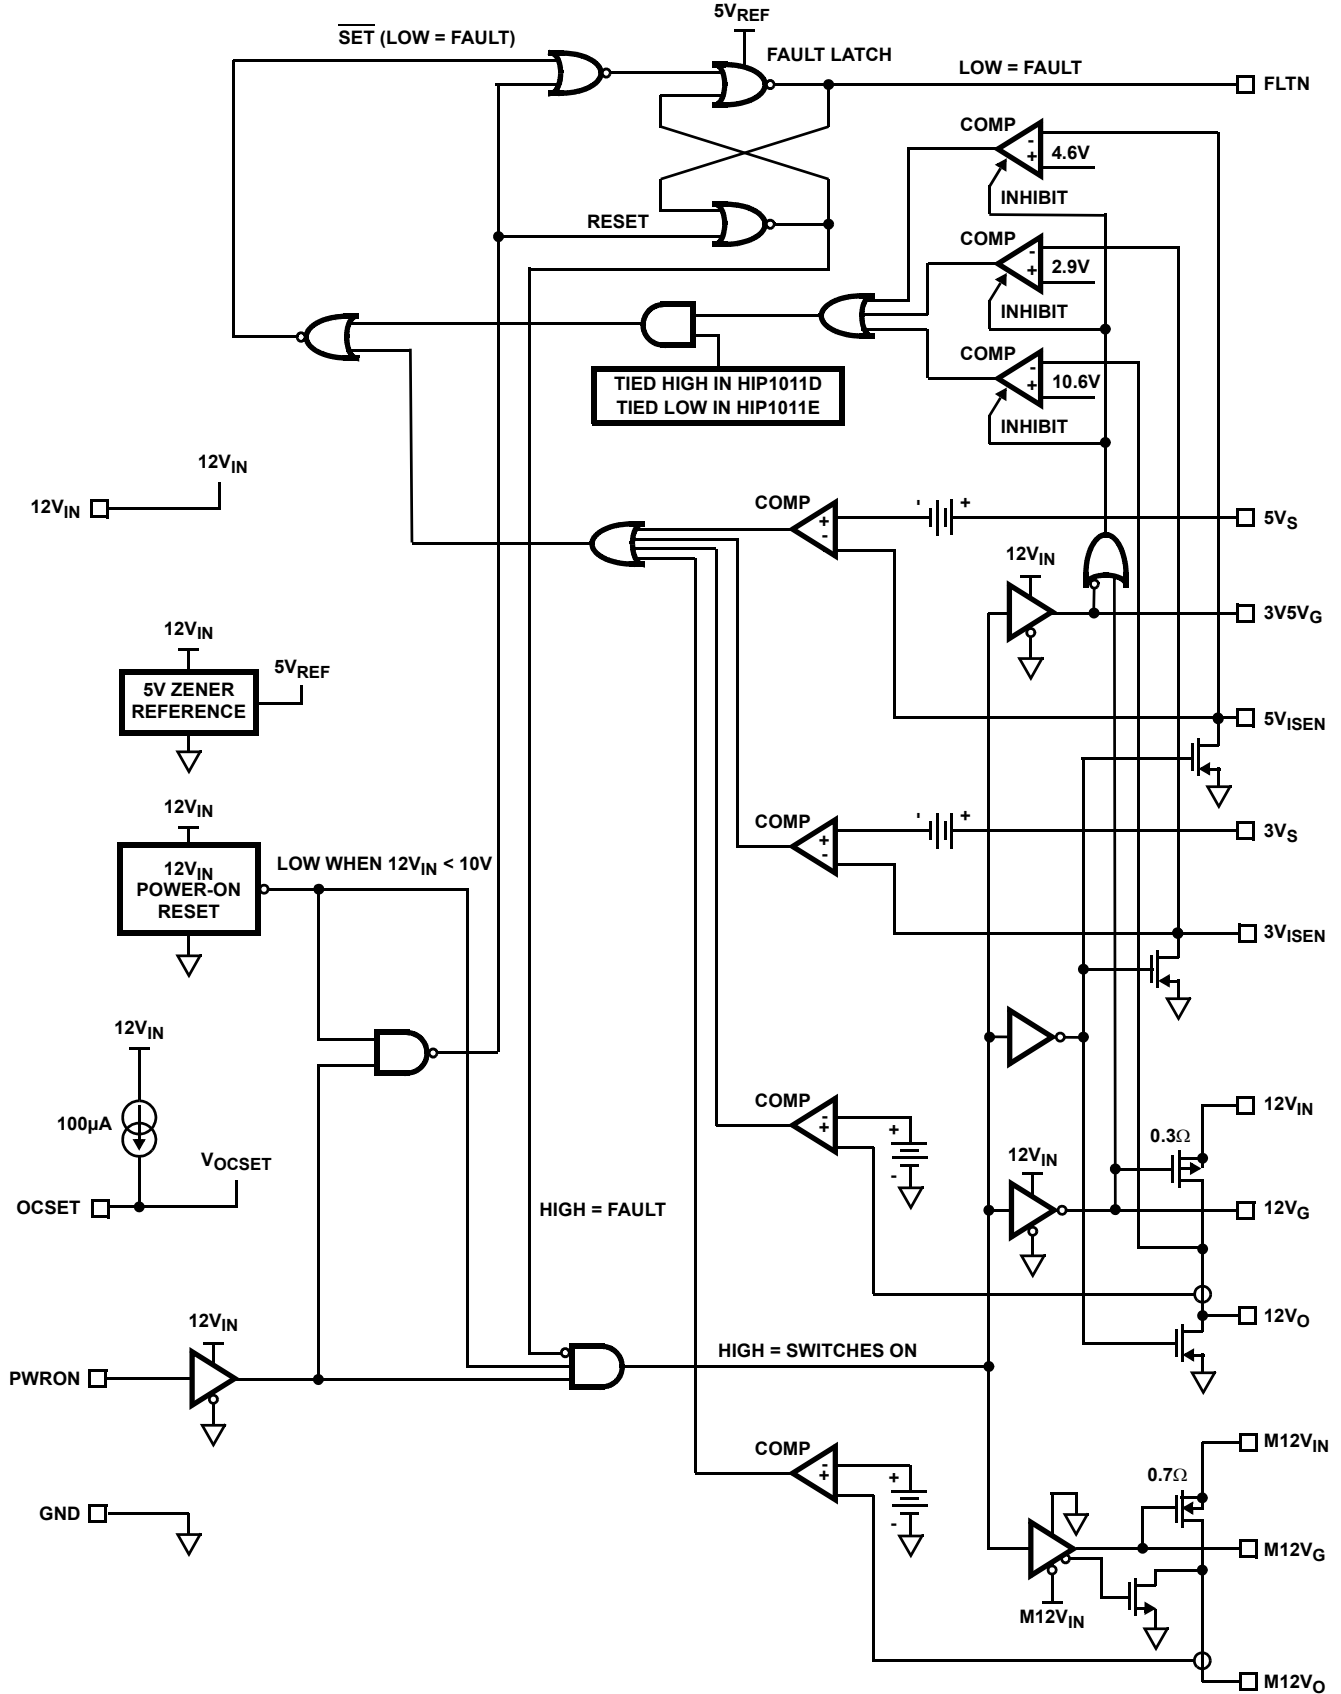 5VREF
SET (LOW = FAULT)
FAULT LATCH
LOW = FAULT
FLTN
COMP
-
+
4.6V
INHIBIT
RESET
COMP
-
+
2.9V
INHIBIT
COMP
-
+
10.6V
INHIBIT
TIED HIGH IN HIP1011D
TIED LOW IN HIP1011E
12VIN
12VIN
COMP
+
-
-
+
5VS
12VIN
3V5VG
12VIN
5VREF
5V ZENER
REFERENCE
5VISEN
12VIN
12VIN
POWER-ON
RESET
LOW WHEN 12VIN < 10V
COMP
+
-
-
+
3VS
3VISEN
12VIN
100µA
VOCSET
OCSET
COMP
-
+
+
-
12VIN
0.3Ω
12VIN
12VG
HIGH = FAULT
12VO
12VIN
PWRON
HIGH = SWITCHES ON
COMP
-
+
+
-
M12VIN
0.7Ω
GND
M12VG
M12VIN
M12VO